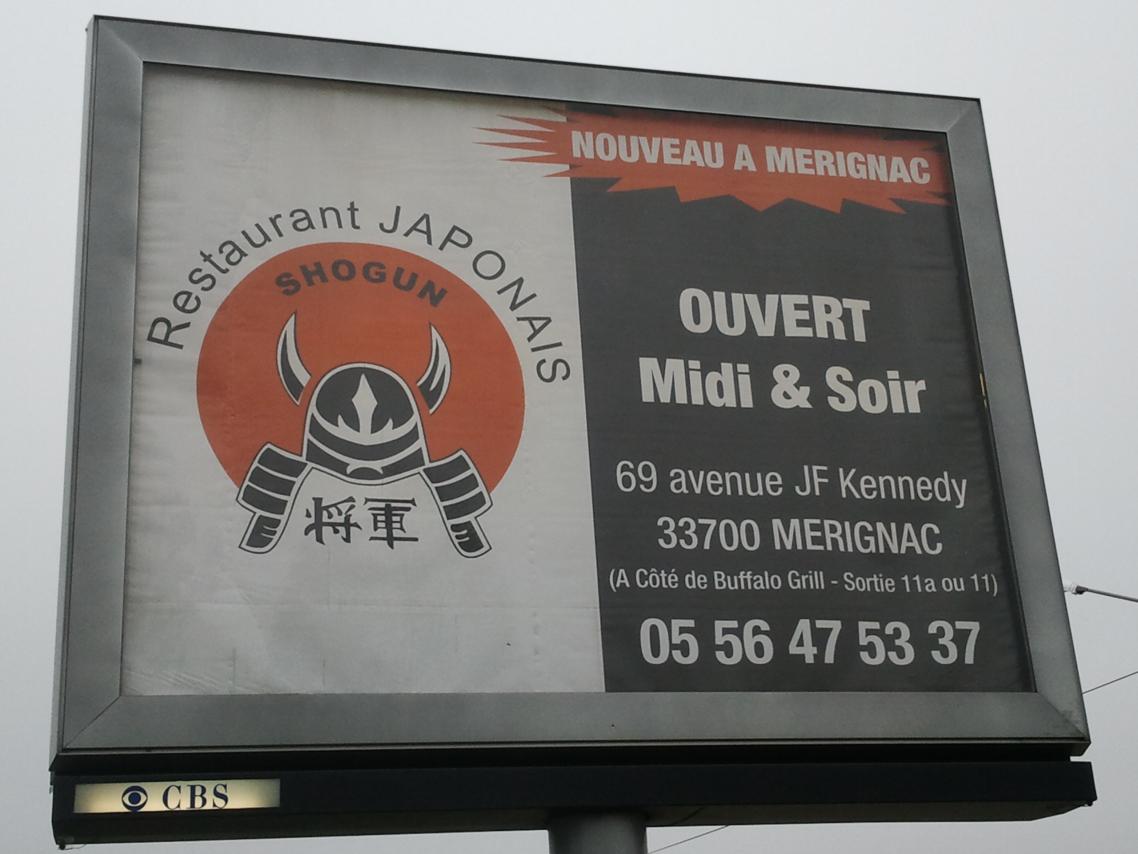 Restaurant JAPONAIS
SHOGUN
将軍
NOUVEAU A MERIGNAC
OUVERT
Midi & Soir
69 avenue JF Kennedy
33700 MERIGNAC
(A Côté de Buffalo Grill - Sortie 11a ou 11)
05 56 47 53 37
CBS